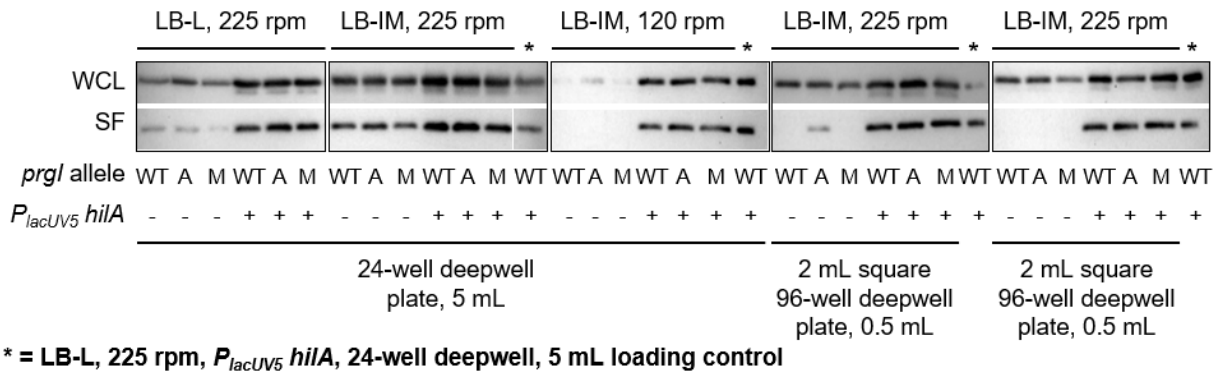 LB-L, 225 rpm LB-IM, 225 rpm LB-IM, 120 rpm LB-IM, 225 rpm LB-IM, 225 rpm
* * * *
WCL
SF
prgI allele WT A M WT A M WT A M WT A M WT WT A M WT A M WT WT A M WT A M WT WT A M WT A M WT
PlacUV5 hilA - - - + + + - - - + + + + - - - + + + + - - - + + + + - - - + + + +
24-well deepwell
plate, 5 mL
2 mL square
96-well deepwell
plate, 0.5 mL
2 mL square
96-well deepwell
plate, 0.5 mL
* = LB-L, 225 rpm, PlacUV5 hilA, 24-well deepwell, 5 mL loading control